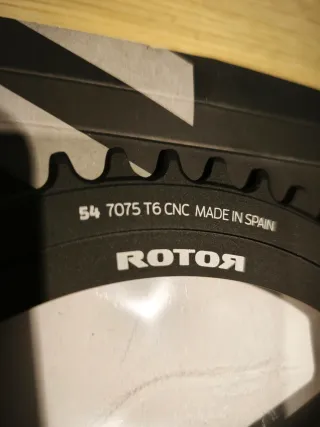 54 7075 T6 CNC MADE IN SPAIN
ROTOR